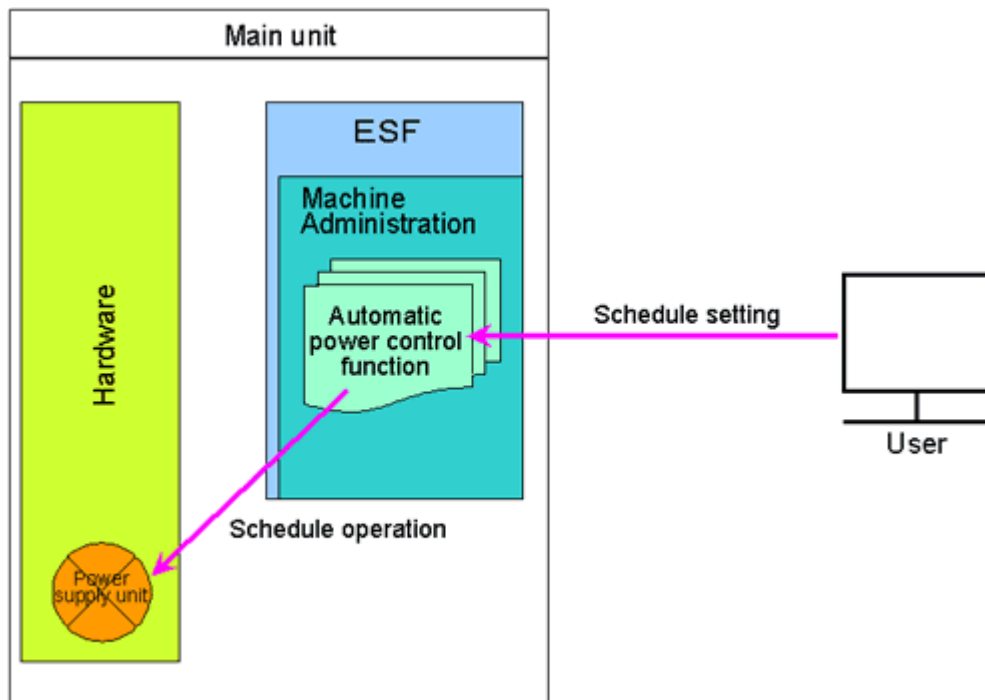 Main unit
ESF
Machine
Administration
Automatic
power control
function
Schedule setting
Hardware
User
Schedule operation
Power
supply unit